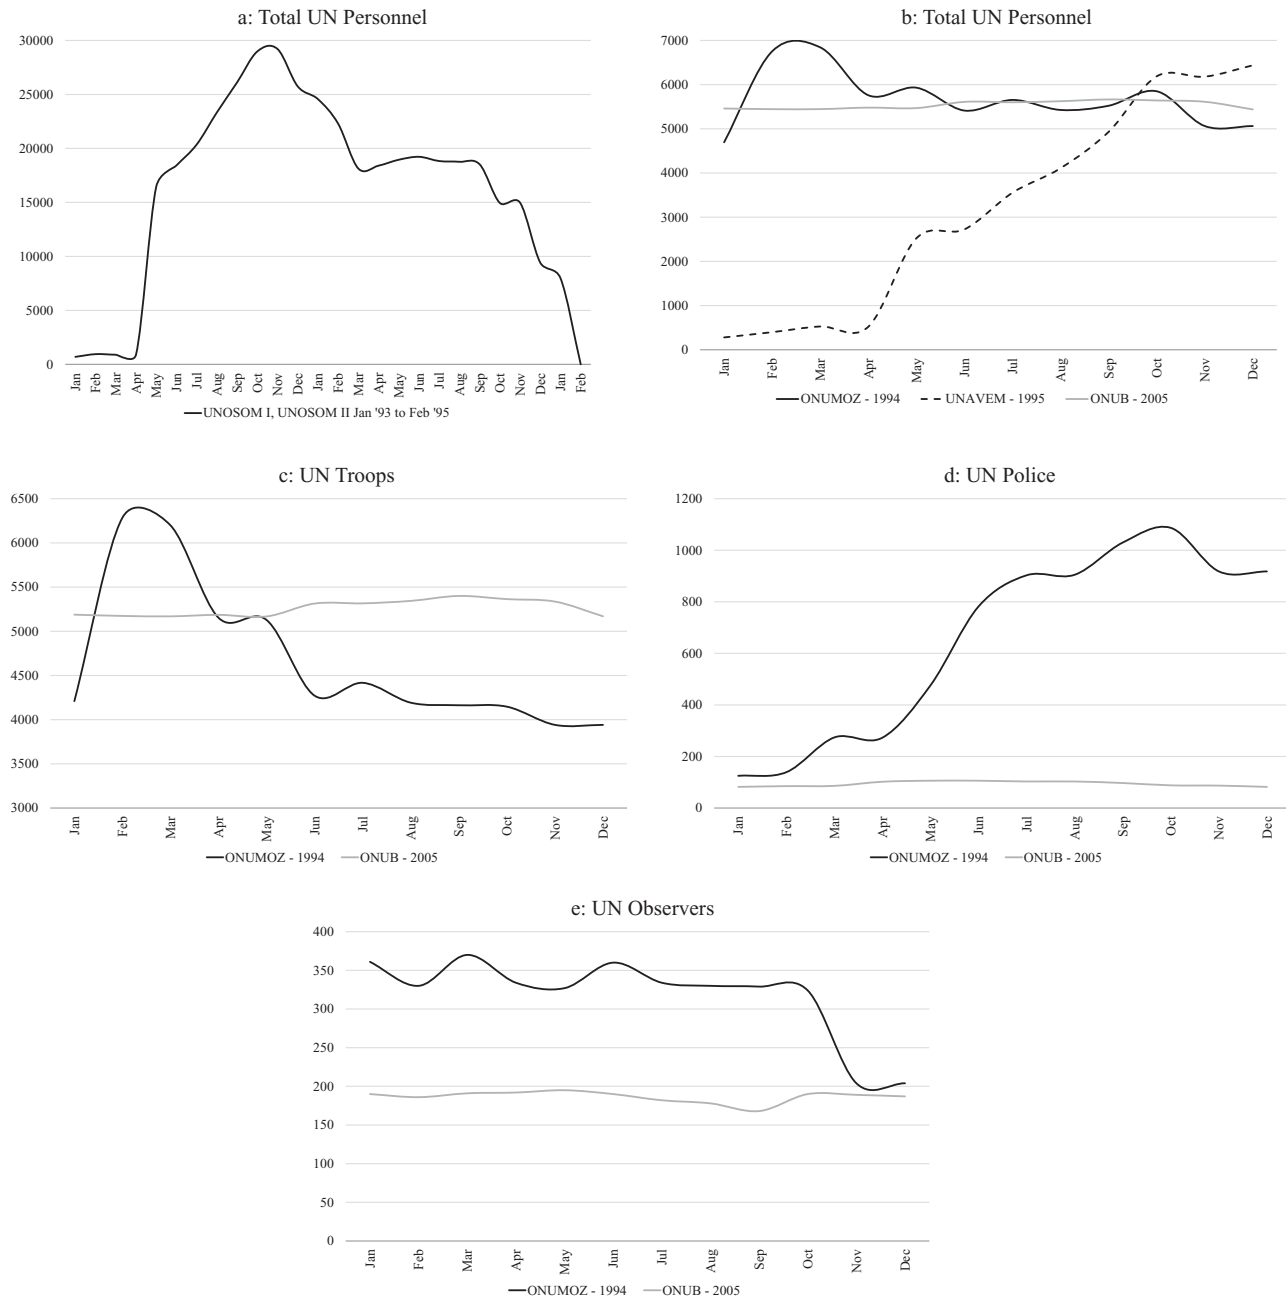 a: Total UN Personnel
30000
25000
20000
15000
10000
5000
0
Jan Feb Mar Apr May Jun Jul Aug Sep Oct Nov Dec Jan Feb Mar Apr May Jun Jul Aug Sep Oct Nov Dec Jan Feb
UNOSOM I, UNOSOM II Jan '93 to Feb '95
b: Total UN Personnel
7000
6000
5000
4000
3000
2000
1000
0
Jan Feb Mar Apr May Jun Jul Aug Sep Oct Nov Dec
ONUMOZ - 1994 UNAVEM - 1995 ONUB - 2005
c: UN Troops
6500
6000
5500
5000
4500
4000
3500
3000
Jan Feb Mar Apr May Jun Jul Aug Sep Oct Nov Dec
ONUMOZ - 1994 ONUB - 2005
d: UN Police
1200
1000
800
600
400
200
0
Jan Feb Mar Apr May Jun Jul Aug Sep Oct Nov Dec
ONUMOZ - 1994 ONUB - 2005
e: UN Observers
400
350
300
250
200
150
100
50
0
Jan Feb Mar Apr May Jun Jul Aug Sep Oct Nov Dec
ONUMOZ - 1994 ONUB - 2005